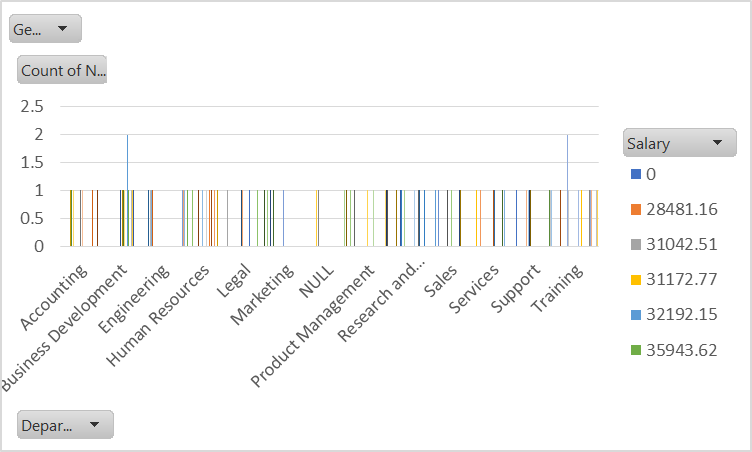 Ge...
Count of N...
2.5
2
1.5
1
0.5
0
Accounting
Business Development
Engineering
Human Resources
Legal
Marketing
NULL
Product Management
Research and...
Sales
Services
Support
Training
Salary
0
28481.16
31042.51
31172.77
32192.15
35943.62
Depar...